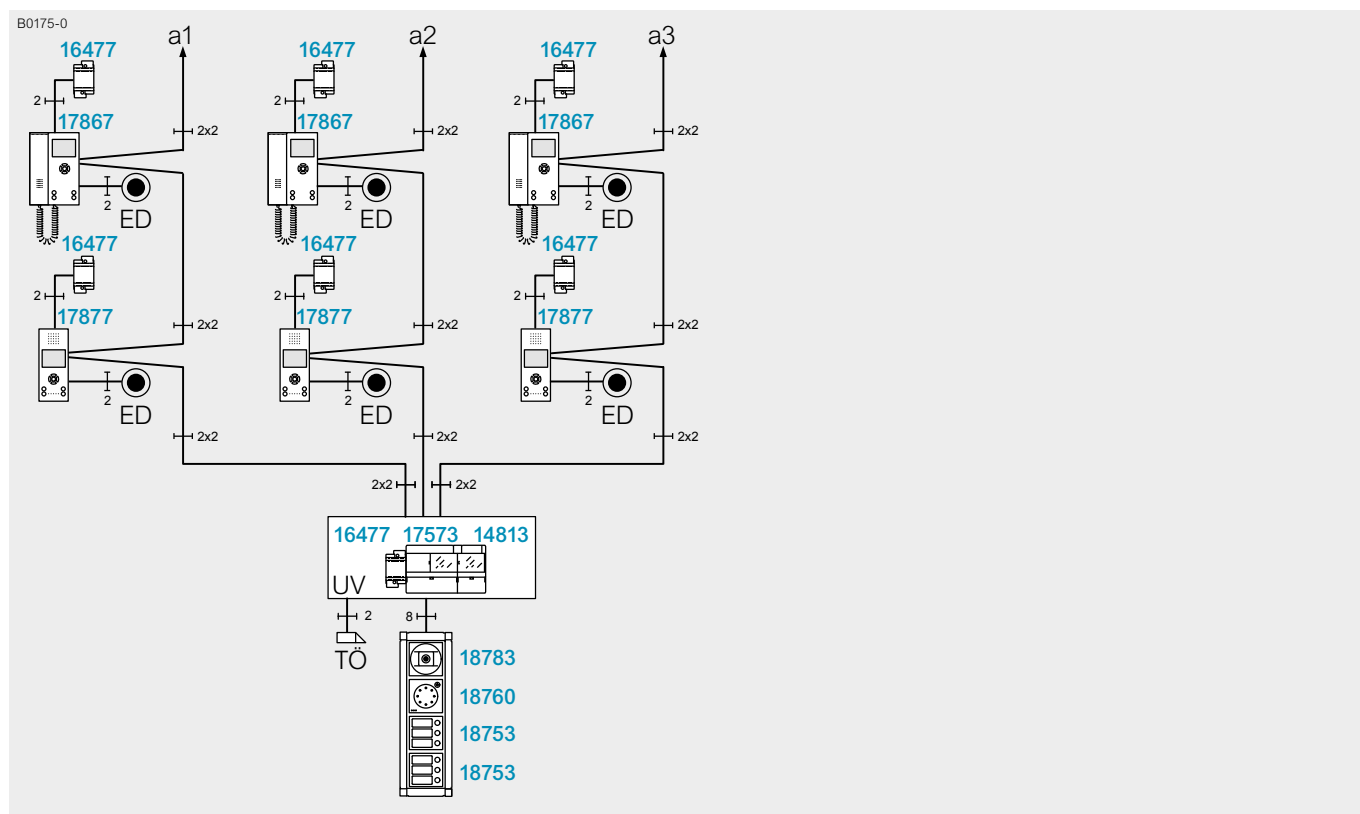 B0175-0
a1 a2 a3
16477 16477 16477
2 2 2
17867 17867 17867
2x2 2x2 2x2
2 2 2
ED ED ED
16477 16477 16477
2 2 2
17877 17877 17877
2x2 2x2 2x2
2 2 2
ED ED ED
2x2 2x2 2x2
2x2 2x2
16477 17573 14813
UV
2 8
TÖ
18783
18760
18753
18753